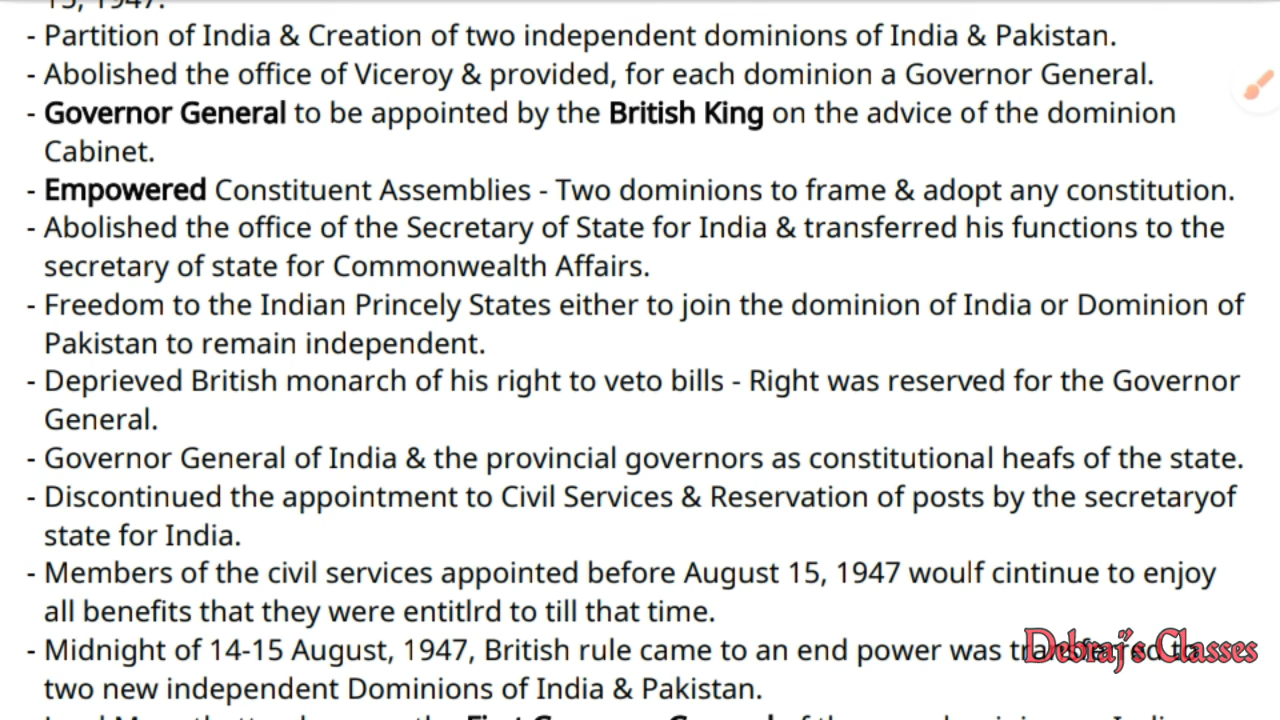 15, 1947.
- Partition of India & Creation of two independent dominions of India & Pakistan.
- Abolished the office of Viceroy & provided, for each dominion a Governor General.
- Governor General to be appointed by the British King on the advice of the dominion
Cabinet.
- Empowered Constituent Assemblies - Two dominions to frame & adopt any constitution.
- Abolished the office of the Secretary of State for India & transferred his functions to the
secretary of state for Commonwealth Affairs.
- Freedom to the Indian Princely States either to join the dominion of India or Dominion of
Pakistan to remain independent.
- Deprieved British monarch of his right to veto bills - Right was reserved for the Governor
General.
- Governor General of India & the provincial governors as constitutional heafs of the state.
- Discontinued the appointment to Civil Services & Reservation of posts by the secretaryof
state for India.
- Members of the civil services appointed before August 15, 1947 woulf cintinue to enjoy
all benefits that they were entitlrd to till that time.
- Midnight of 14-15 August, 1947, British rule came to an end power was transferred to
two new independent Dominions of India & Pakistan.
Debraj's Classes